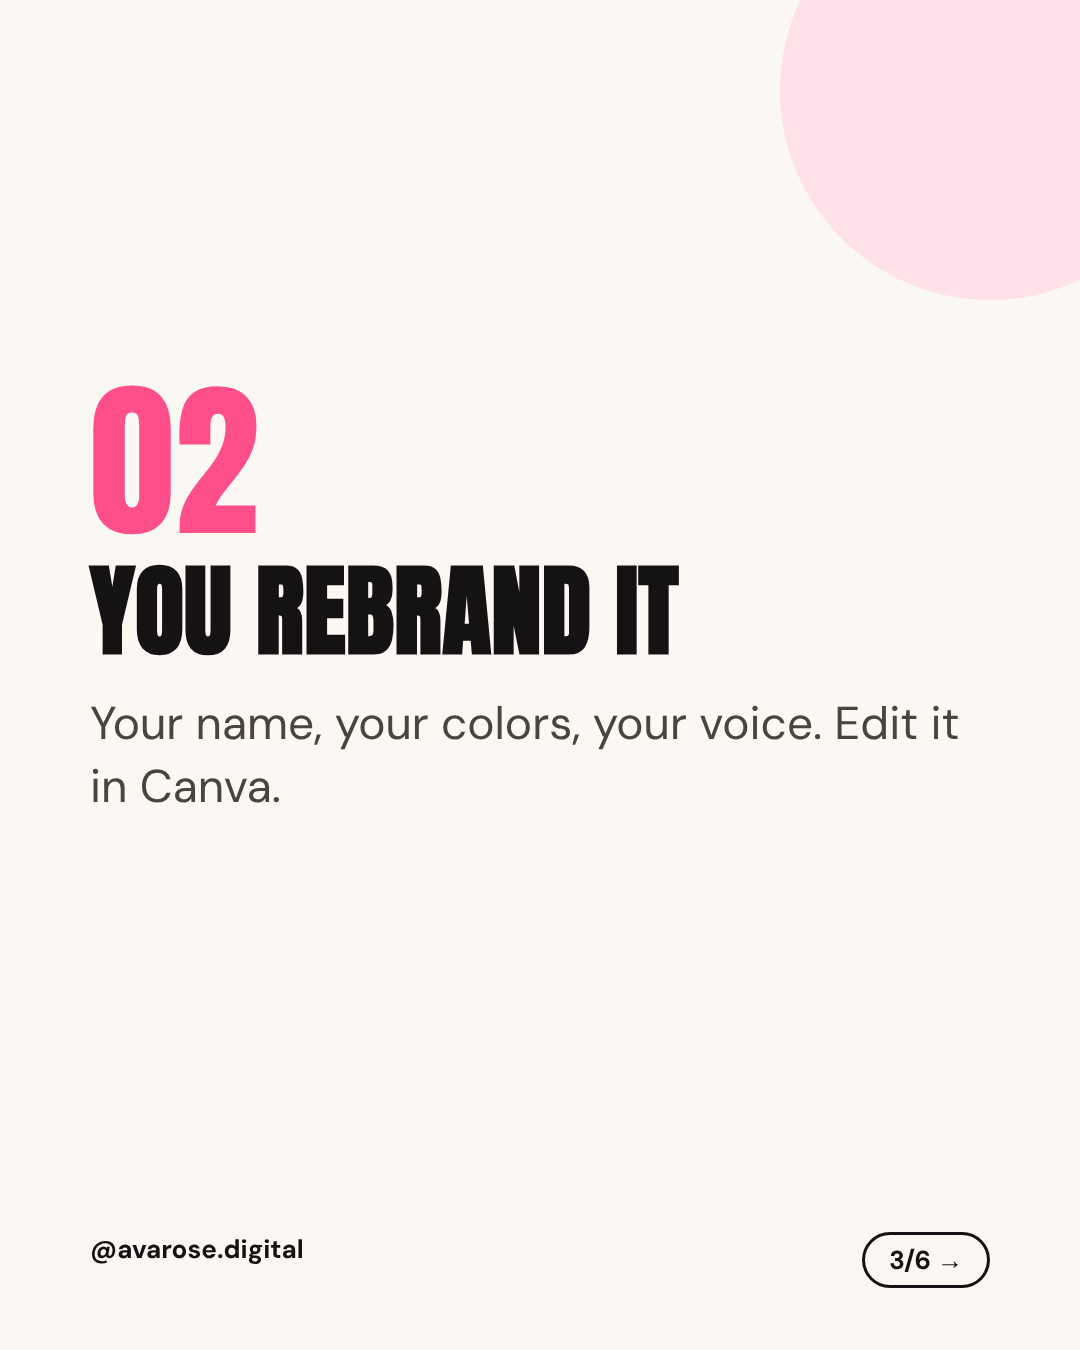 02
YOU REBRAND IT
Your name, your colors, your voice. Edit it
in Canva.
@avarose.digital
3/6 →